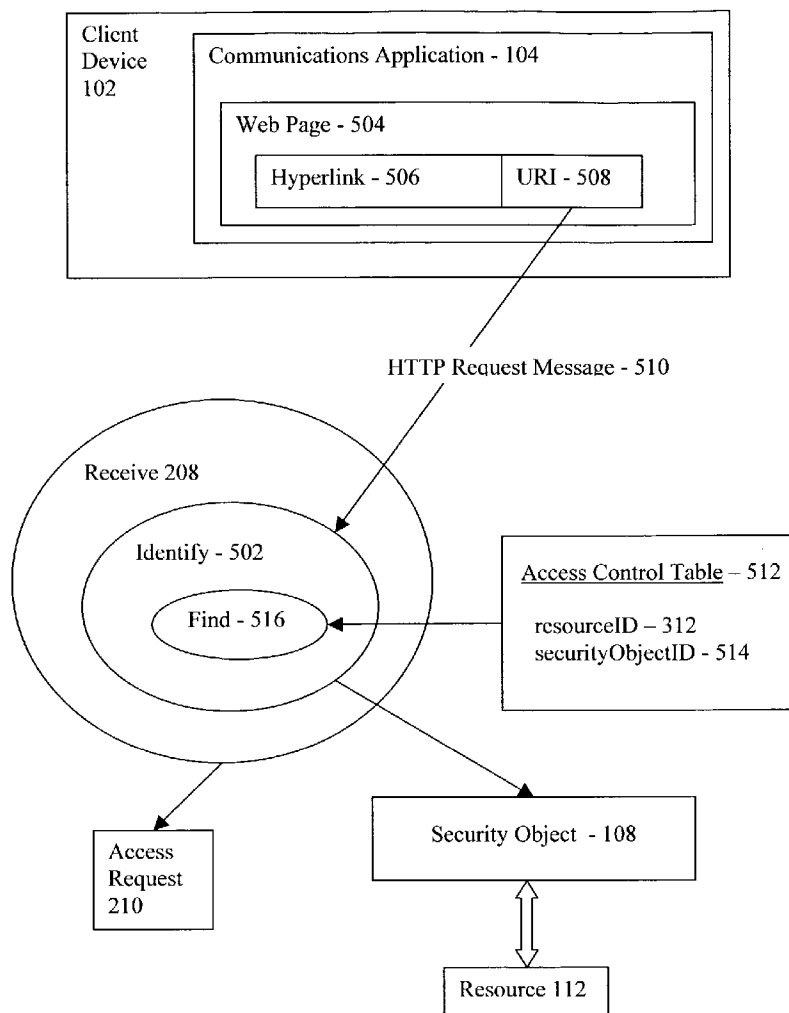 Client
Device
102
Communications Application - 104
Web Page - 504
Hyperlink - 506
URI - 508
HTTP Request Message - 510
Receive 208
Identify - 502
Find - 516
Access Control Table – 512
resourceID – 312
securityObjectID - 514
Access
Request
210
Security Object - 108
Resource 112